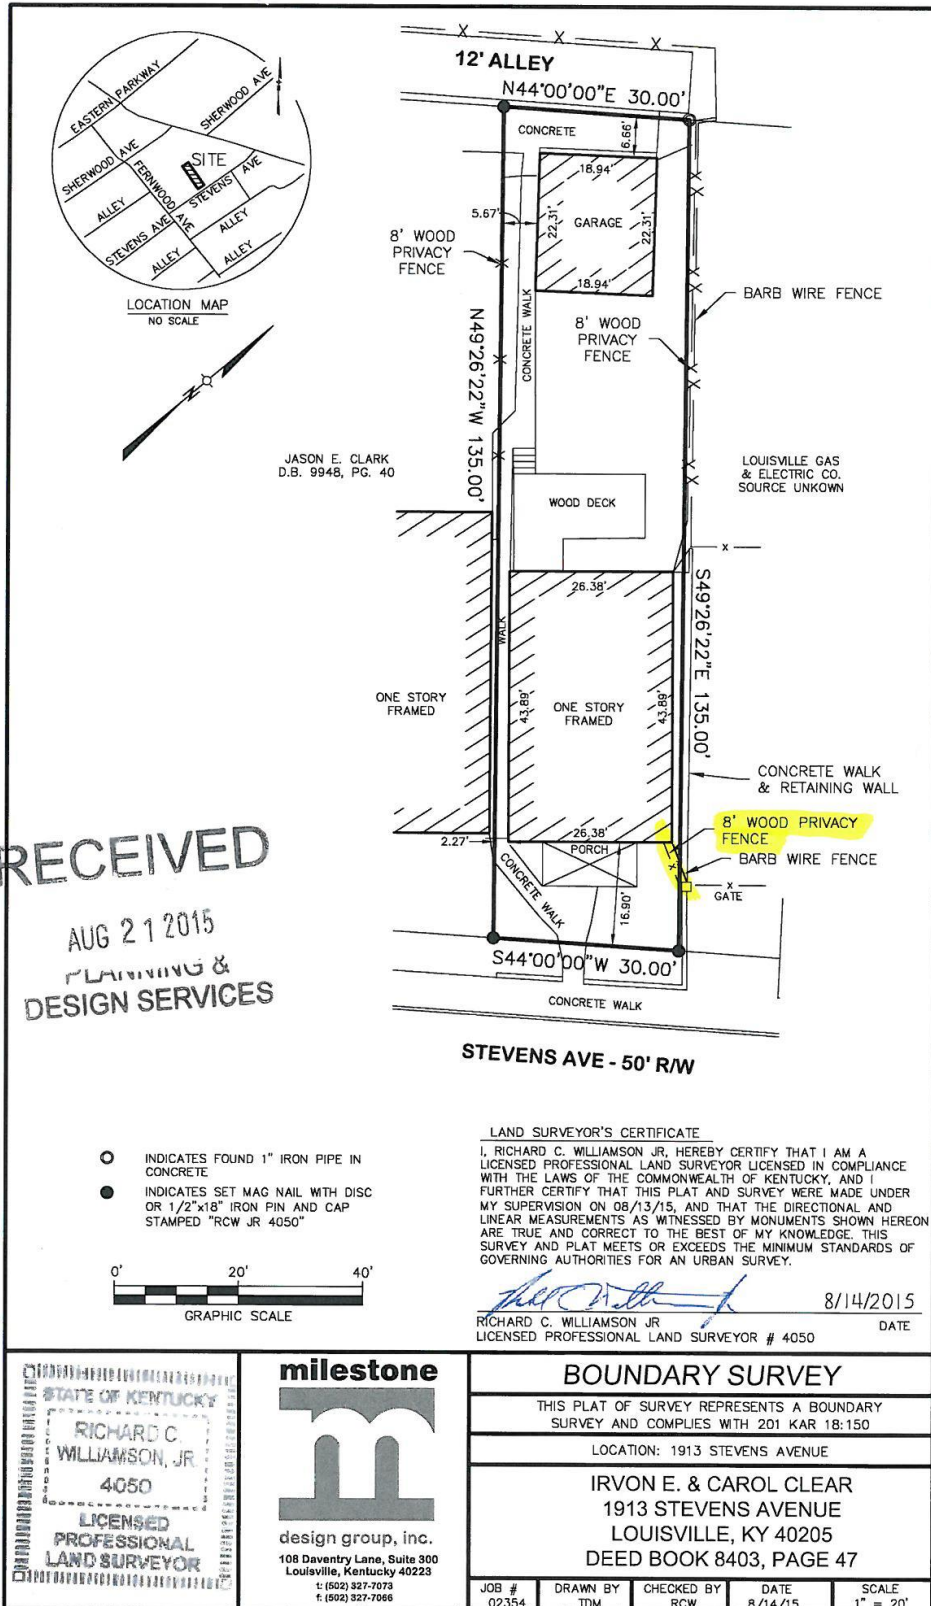 12' ALLEY
N44°00'00"E 30.00'
CONCRETE
6.66'
18.94'
5.67'
22.31'
GARAGE
22.31'
18.94'
8' WOOD
PRIVACY
FENCE
CONCRETE WALK
8' WOOD
PRIVACY
FENCE
BARB WIRE FENCE
EASTERN PARKWAY
SHERWOOD AVE
SHERWOOD AVE
FERNWOOD AVE
SITE
STEVENS AVE
ALLEY
STEVENS AVE
ALLEY
ALLEY
ALLEY
LOCATION MAP
NO SCALE
N
N49°26'22"W 135.00'
JASON E. CLARK
D.B. 9948, PG. 40
LOUISVILLE GAS
& ELECTRIC CO.
SOURCE UNKOWN
WOOD DECK
S49°26'22"E 135.00'
26.38'
WALK
ONE STORY
FRAMED
43.89'
ONE STORY
FRAMED
43.89'
CONCRETE WALK
& RETAINING WALL
8' WOOD PRIVACY
FENCE
BARB WIRE FENCE
GATE
2.27'
26.38'
PORCH
CONCRETE WALK
16.90'
S44°00'00"W 30.00'
CONCRETE WALK
STEVENS AVE - 50' R/W
RECEIVED
AUG 21 2015
PLANNING &
DESIGN SERVICES
INDICATES FOUND 1" IRON PIPE IN
CONCRETE
INDICATES SET MAG NAIL WITH DISC
OR 1/2"x18" IRON PIN AND CAP
STAMPED "RCW JR 4050"
0' 20' 40'
GRAPHIC SCALE
LAND SURVEYOR'S CERTIFICATE
I, RICHARD C. WILLIAMSON JR, HEREBY CERTIFY THAT I AM A
LICENSED PROFESSIONAL LAND SURVEYOR LICENSED IN COMPLIANCE
WITH THE LAWS OF THE COMMONWEALTH OF KENTUCKY, AND I
FURTHER CERTIFY THAT THIS PLAT AND SURVEY WERE MADE UNDER
MY SUPERVISION ON 08/13/15, AND THAT THE DIRECTIONAL AND
LINEAR MEASUREMENTS AS WITNESSED BY MONUMENTS SHOWN HEREON
ARE TRUE AND CORRECT TO THE BEST OF MY KNOWLEDGE. THIS
SURVEY AND PLAT MEETS OR EXCEEDS THE MINIMUM STANDARDS OF
GOVERNING AUTHORITIES FOR AN URBAN SURVEY.
8/14/2015
RICHARD C. WILLIAMSON JR DATE
LICENSED PROFESSIONAL LAND SURVEYOR # 4050
STATE OF KENTUCKY
RICHARD C.
WILLIAMSON, JR
4050
LICENSED
PROFESSIONAL
LAND SURVEYOR
milestone
design group, inc.
108 Daventry Lane, Suite 300
Louisville, Kentucky 40223
t: (502) 327-7073
f: (502) 327-7066
BOUNDARY SURVEY
THIS PLAT OF SURVEY REPRESENTS A BOUNDARY
SURVEY AND COMPLIES WITH 201 KAR 18:150
LOCATION: 1913 STEVENS AVENUE
IRVON E. & CAROL CLEAR
1913 STEVENS AVENUE
LOUISVILLE, KY 40205
DEED BOOK 8403, PAGE 47
JOB # DRAWN BY CHECKED BY DATE SCALE
02354 TDM RCW 8/14/15 1" = 20'